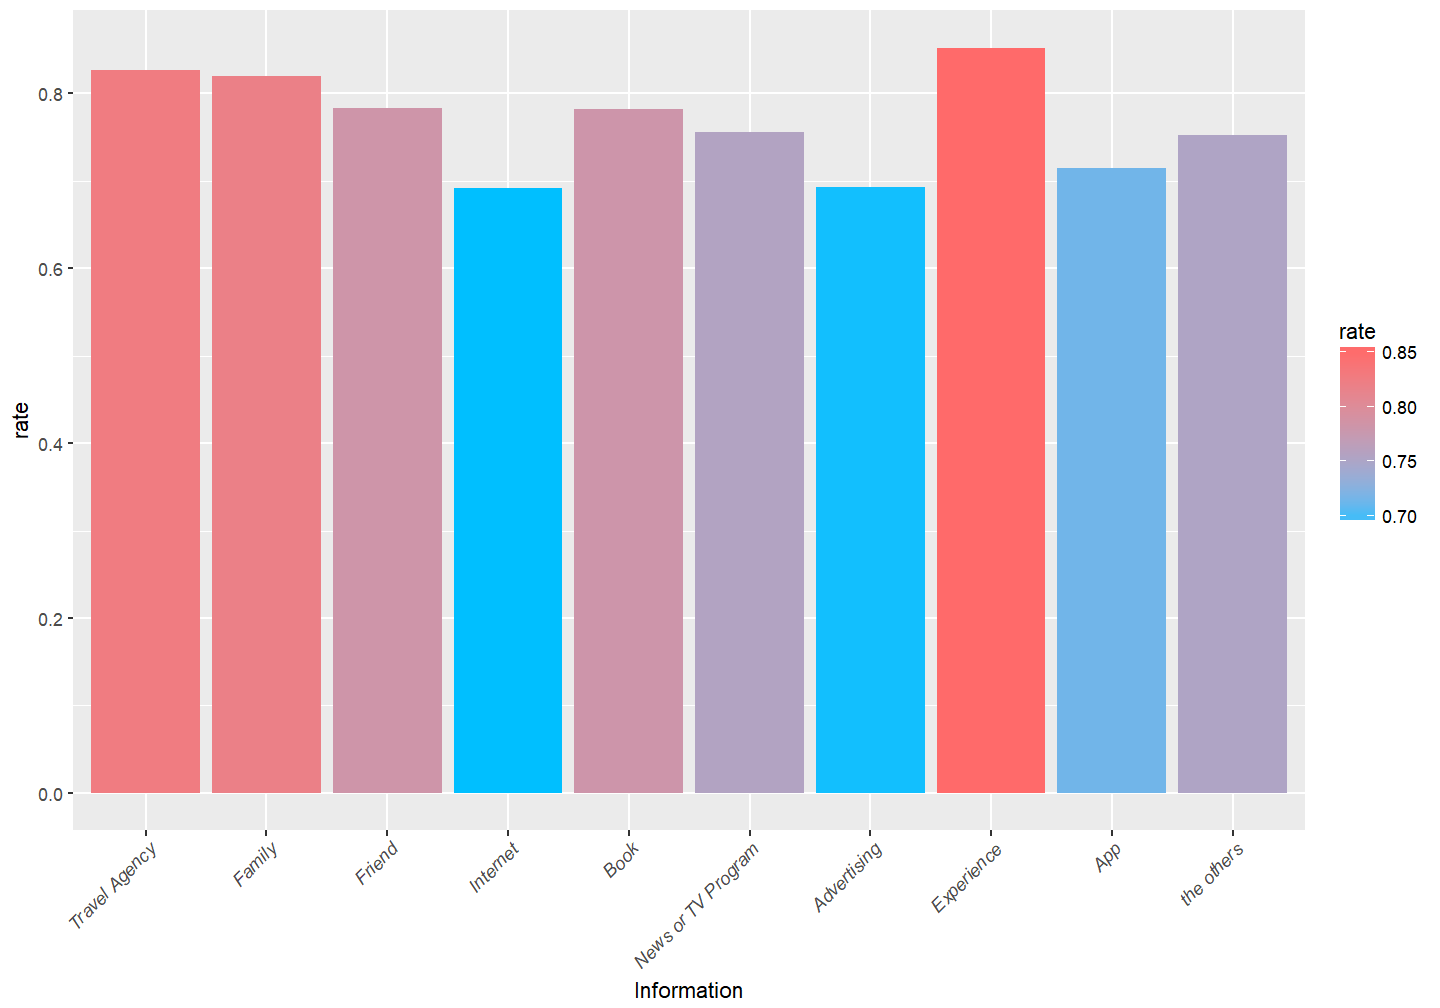 0.8
0.6
0.4
0.2
0.0
rate
Travel Agency
Family
Friend
Internet
Book
News or TV Program
Advertising
Experience
App
the others
Information
rate
0.85
0.80
0.75
0.70